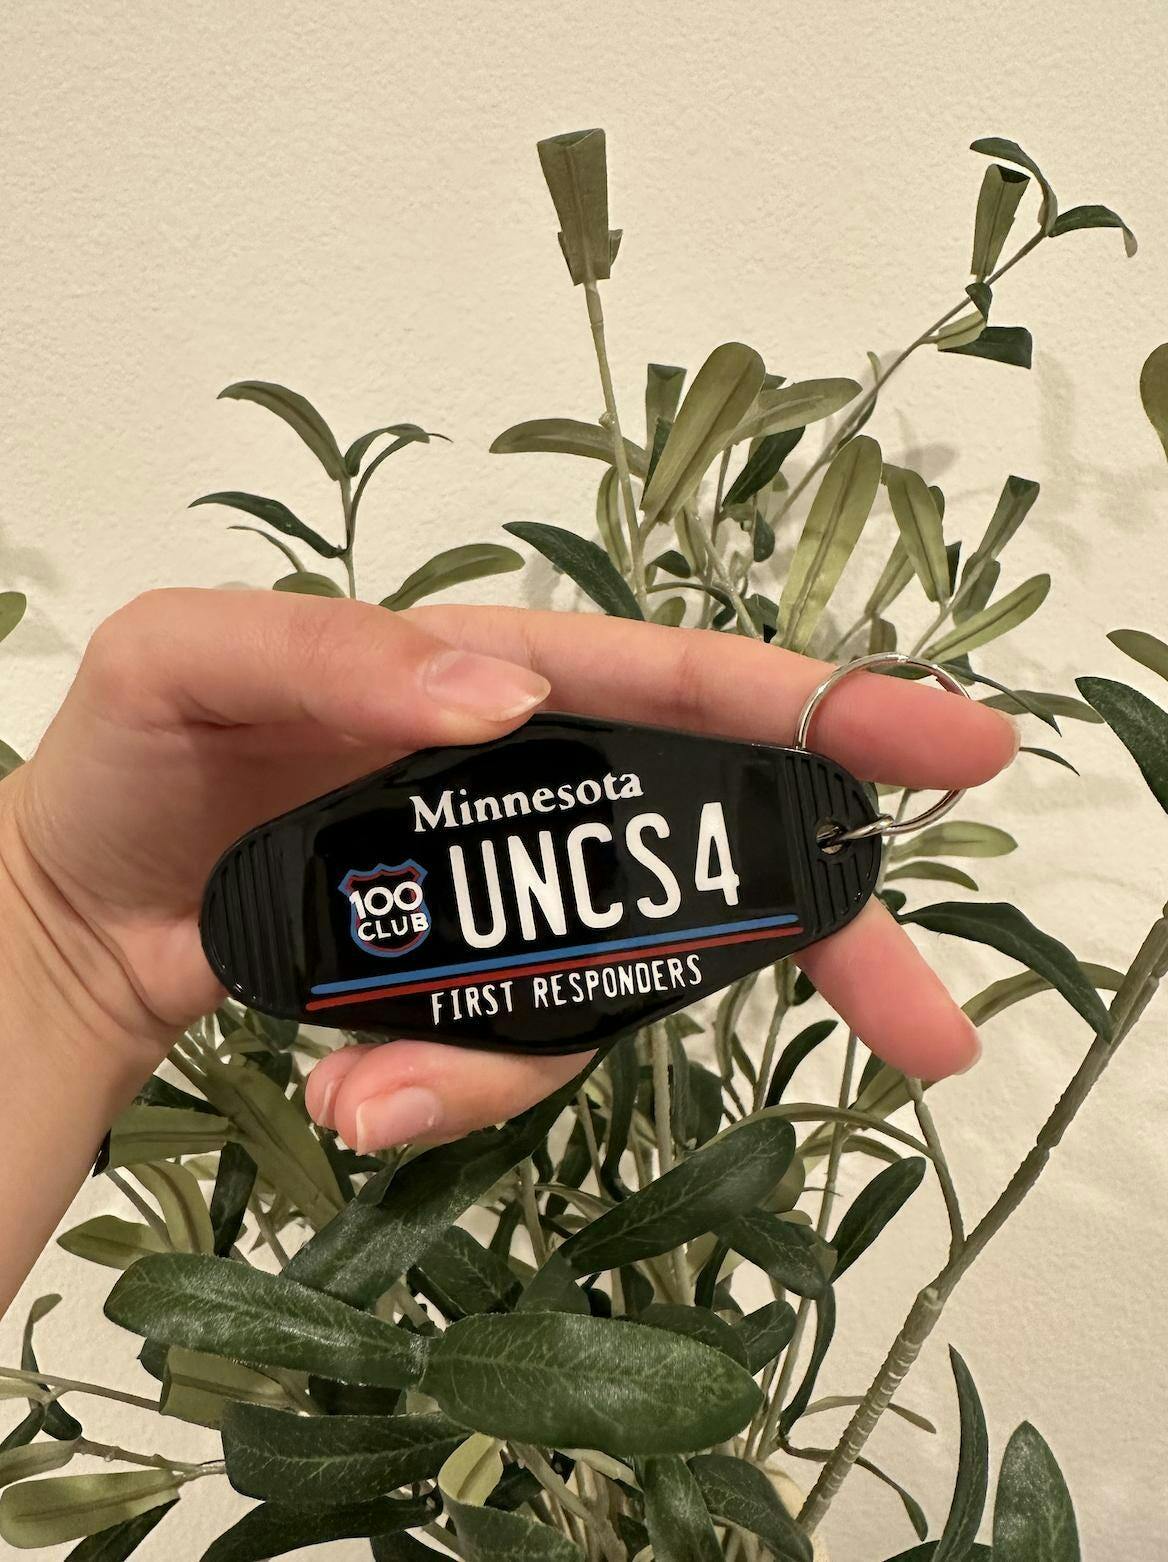 Minnesota
100
CLUB
UNCS4
FIRST RESPONDERS